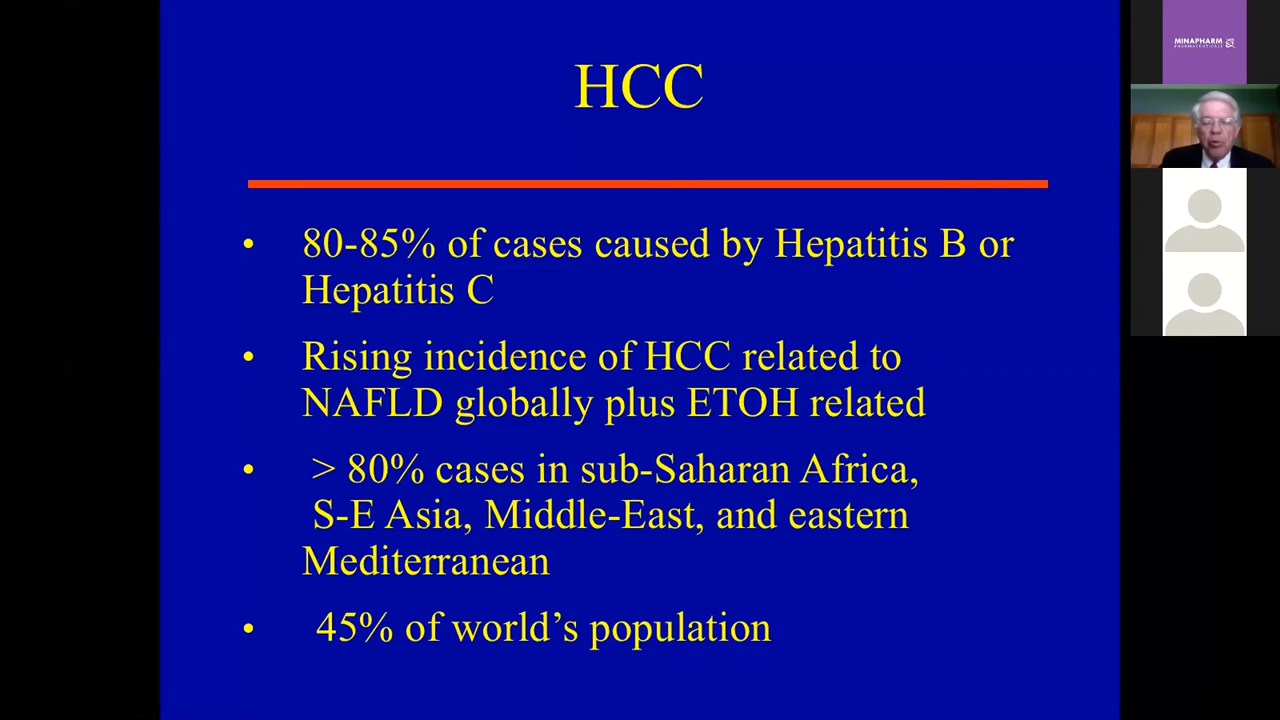 HCC
• 80-85% of cases caused by Hepatitis B or
Hepatitis C
• Rising incidence of HCC related to
NAFLD globally plus ETOH related
• > 80% cases in sub-Saharan Africa,
S-E Asia, Middle-East, and eastern
Mediterranean
• 45% of world’s population
MINAPHARM
PHARMACEUTICALS